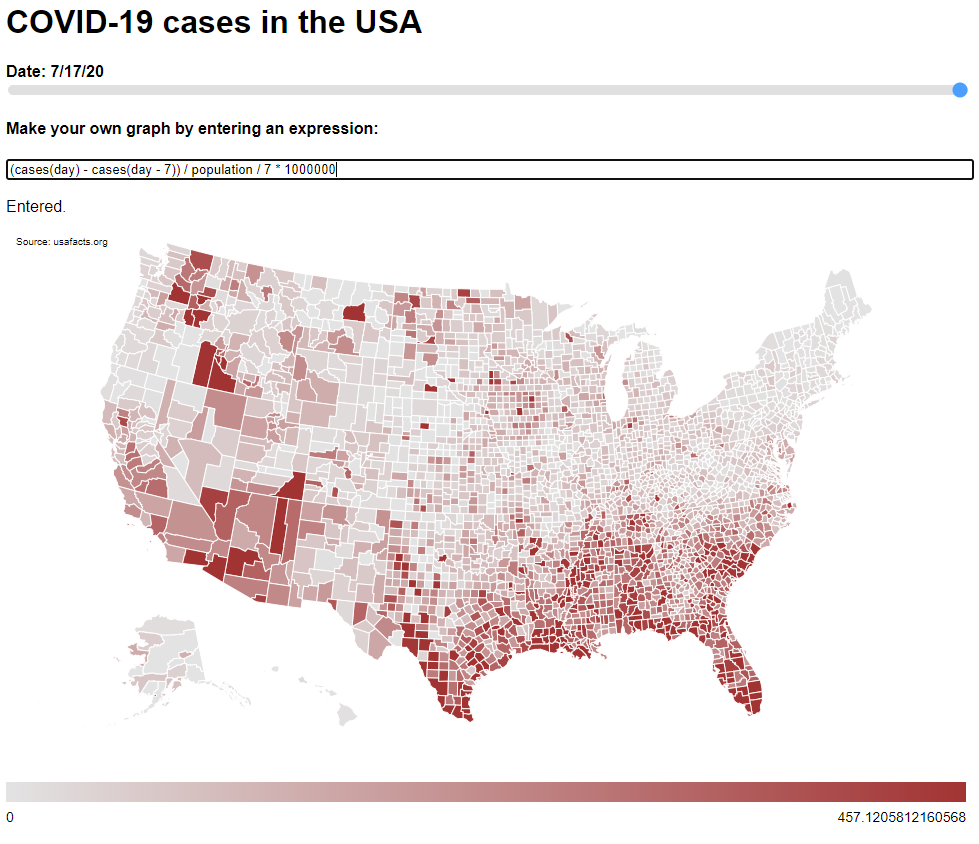 COVID-19 cases in the USA
Date: 7/17/20
Make your own graph by entering an expression:
(cases(day) - cases(day - 7)) / population / 7 * 1000000
Entered.
Source: usafacts.org
0 457.1205812160568